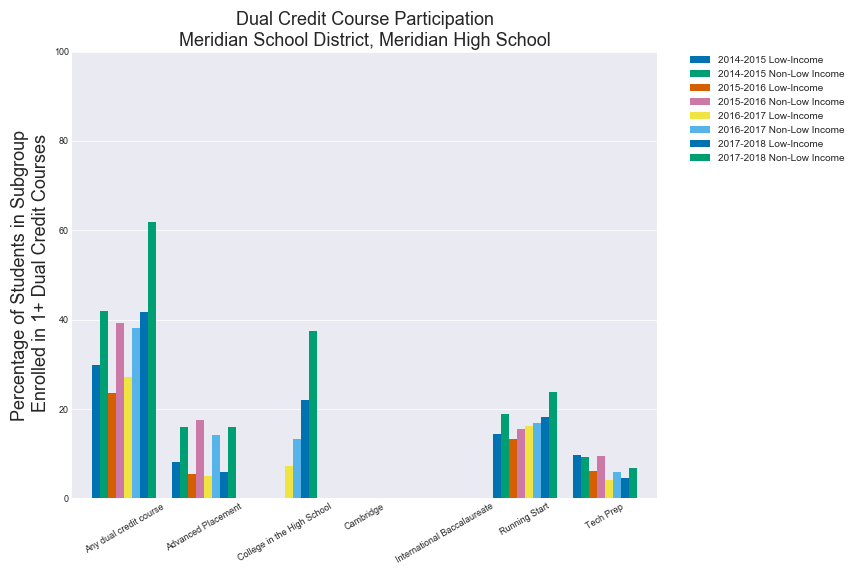 Dual Credit Course Participation
Meridian School District, Meridian High School
Percentage of Students in Subgroup
Enrolled in 1+ Dual Credit Courses
100
80
60
40
20
0
Any dual credit course
Advanced Placement
College in the High School
Cambridge
International Baccalaureate
Running Start
Tech Prep
2014-2015 Low-Income
2014-2015 Non-Low Income
2015-2016 Low-Income
2015-2016 Non-Low Income
2016-2017 Low-Income
2016-2017 Non-Low Income
2017-2018 Low-Income
2017-2018 Non-Low Income